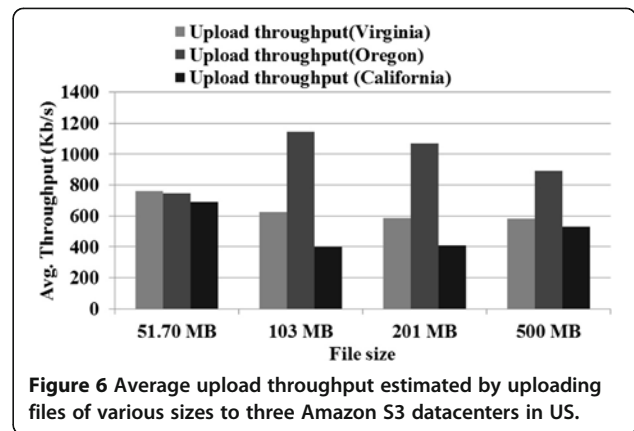 Upload throughput(Virginia)
Upload throughput(Oregon)
Upload throughput (California)
Avg. Throughput (Kb/s)
1400
1200
1000
800
600
400
200
0
51.70 MB 103 MB 201 MB 500 MB
File size
Figure 6 Average upload throughput estimated by uploading
files of various sizes to three Amazon S3 datacenters in US.